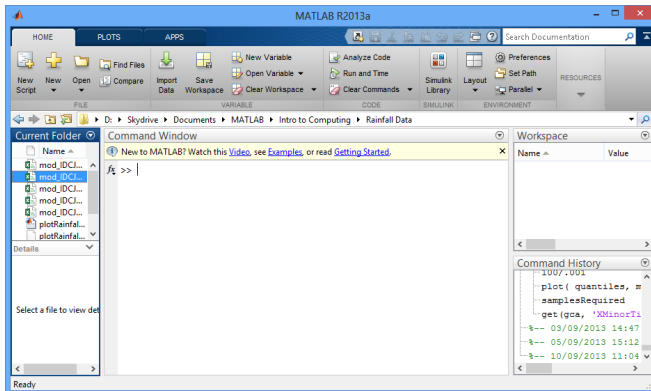 MATLAB R2013a
HOME PLOTS APPS
Search Documentation
New Script
New
Open
Find Files
Compare
Import Data
Save Workspace
New Variable
Open Variable
Clear Workspace
Analyze Code
Run and Time
Clear Commands
Simulink Library
Layout
Preferences
Set Path
Parallel
RESOURCES
FILE VARIABLE CODE SIMULINK ENVIRONMENT
D: Skydrive Documents MATLAB Intro to Computing Rainfall Data
Current Folder
Name
mod_IDCJ...
mod_IDCJ...
mod_IDCJ...
mod_IDCJ...
mod_IDCJ...
plotRainfal...
plotRainfal...
Details
Select a file to view det
Command Window
New to MATLAB? Watch this Video, see Examples, or read Getting Started.
fx >>
Workspace
Name Value
Command History
100/.001
plot( quantiles, m
samplesRequired
get(gca, 'XMinorTi
%-- 03/09/2013 14:47
%-- 05/09/2013 15:12
%-- 10/09/2013 11:04
Ready